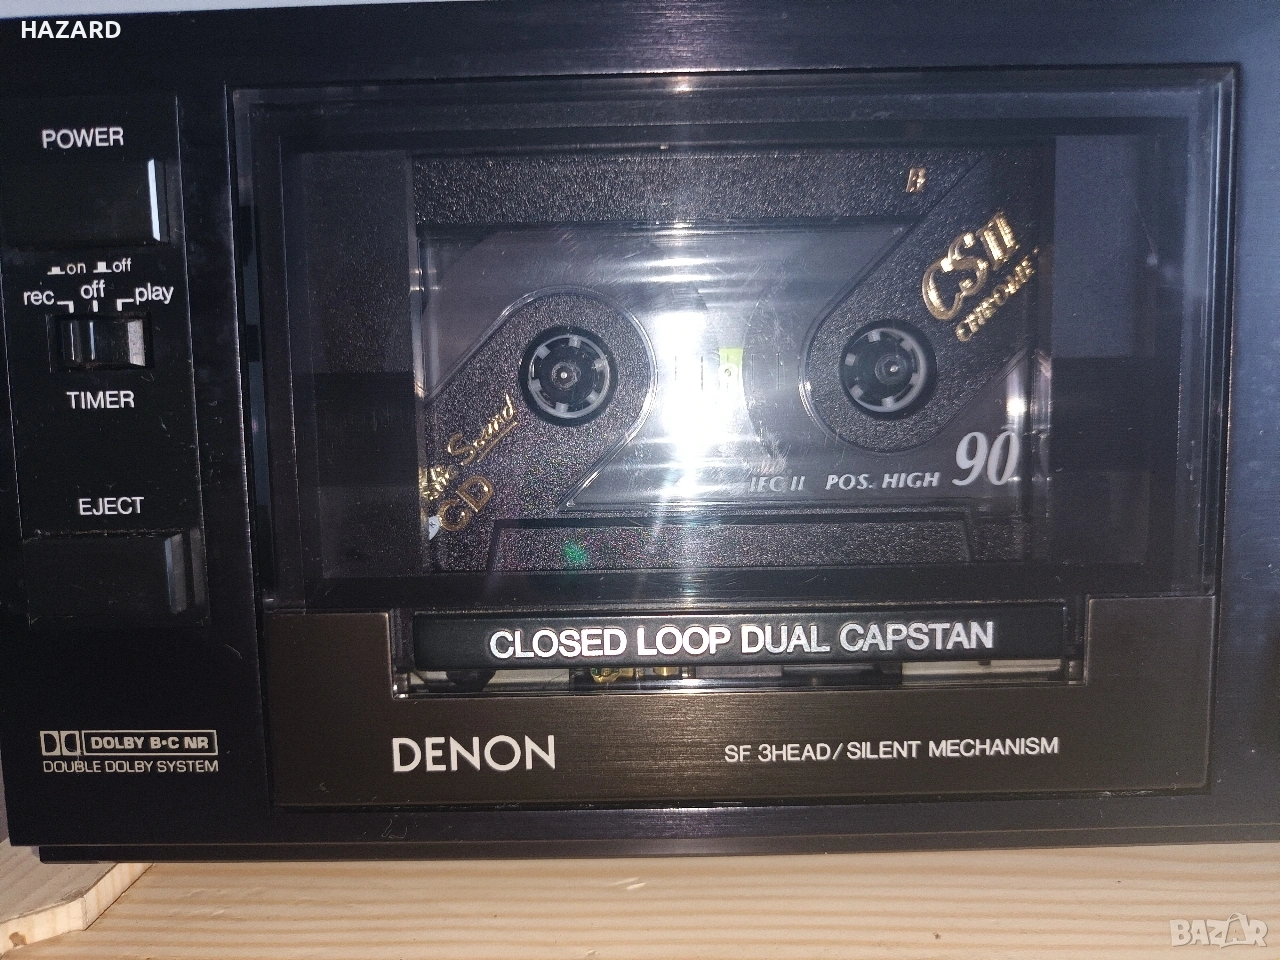 HAZARD
POWER
on off
rec off play
TIMER
EJECT
DOLBY B·C NR
DOUBLE DOLBY SYSTEM
B
CSII
CHROME
Sound
CD
IEC II POS. HIGH 90
CLOSED LOOP DUAL CAPSTAN
DENON
SF 3HEAD/SILENT MECHANISM
BAZAR